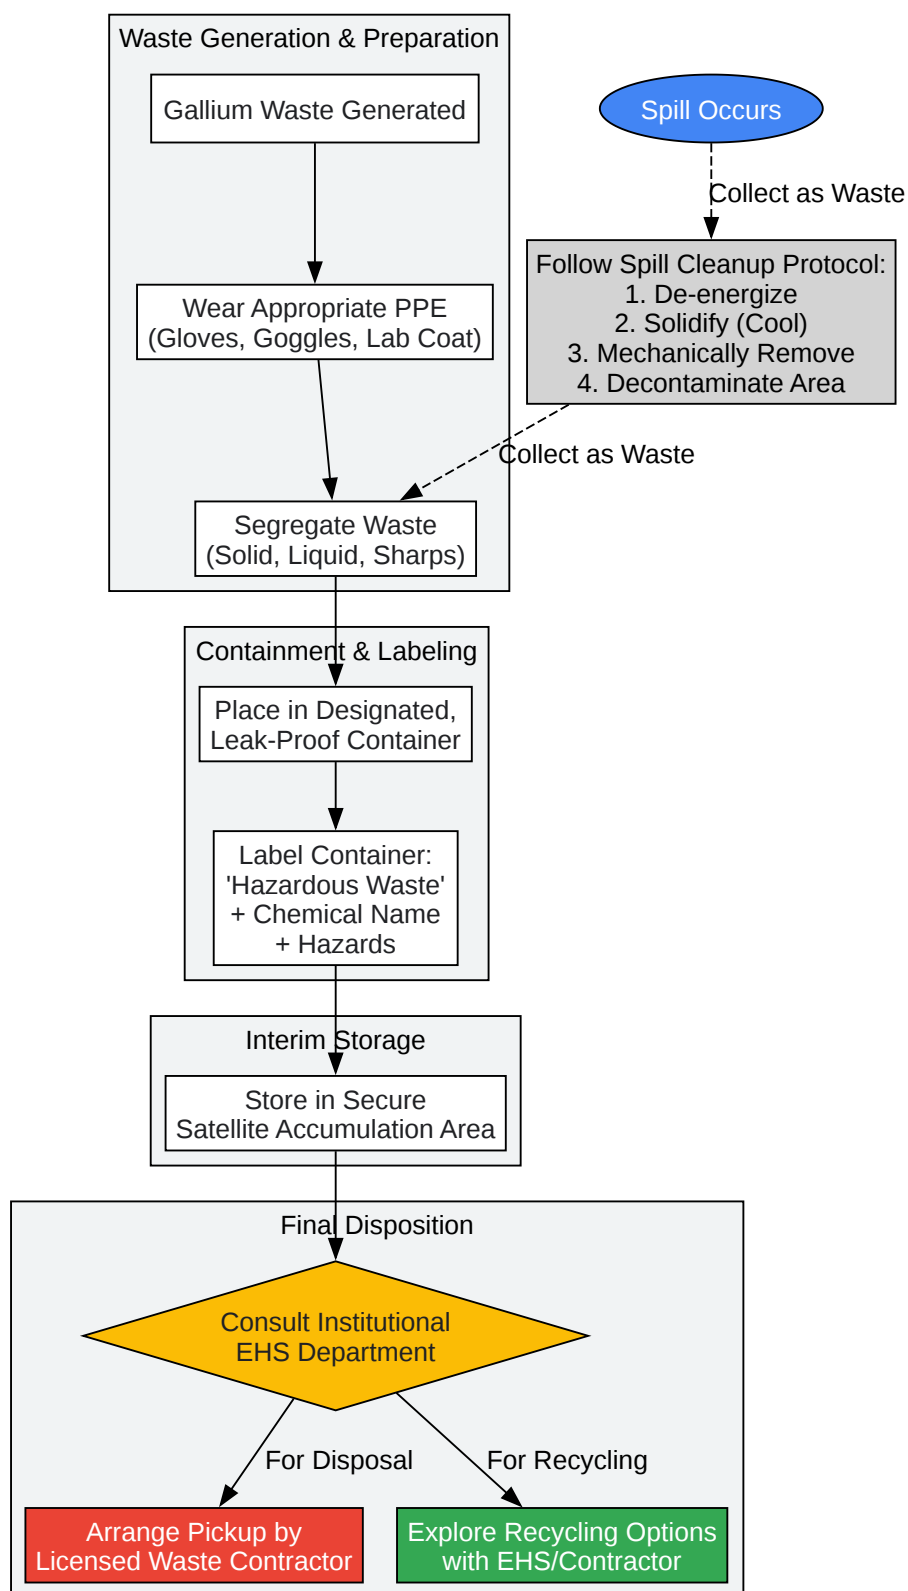 Waste Generation & Preparation
Gallium Waste Generated
Spill Occurs
Collect as Waste
Follow Spill Cleanup Protocol:
1. De-energize
2. Solidify (Cool)
3. Mechanically Remove
4. Decontaminate Area
Wear Appropriate PPE
(Gloves, Goggles, Lab Coat)
Collect as Waste
Segregate Waste
(Solid, Liquid, Sharps)
Containment & Labeling
Place in Designated,
Leak-Proof Container
Label Container:
'Hazardous Waste'
+ Chemical Name
+ Hazards
Interim Storage
Store in Secure
Satellite Accumulation Area
Final Disposition
Consult Institutional
EHS Department
For Disposal
For Recycling
Arrange Pickup by
Licensed Waste Contractor
Explore Recycling Options
with EHS/Contractor